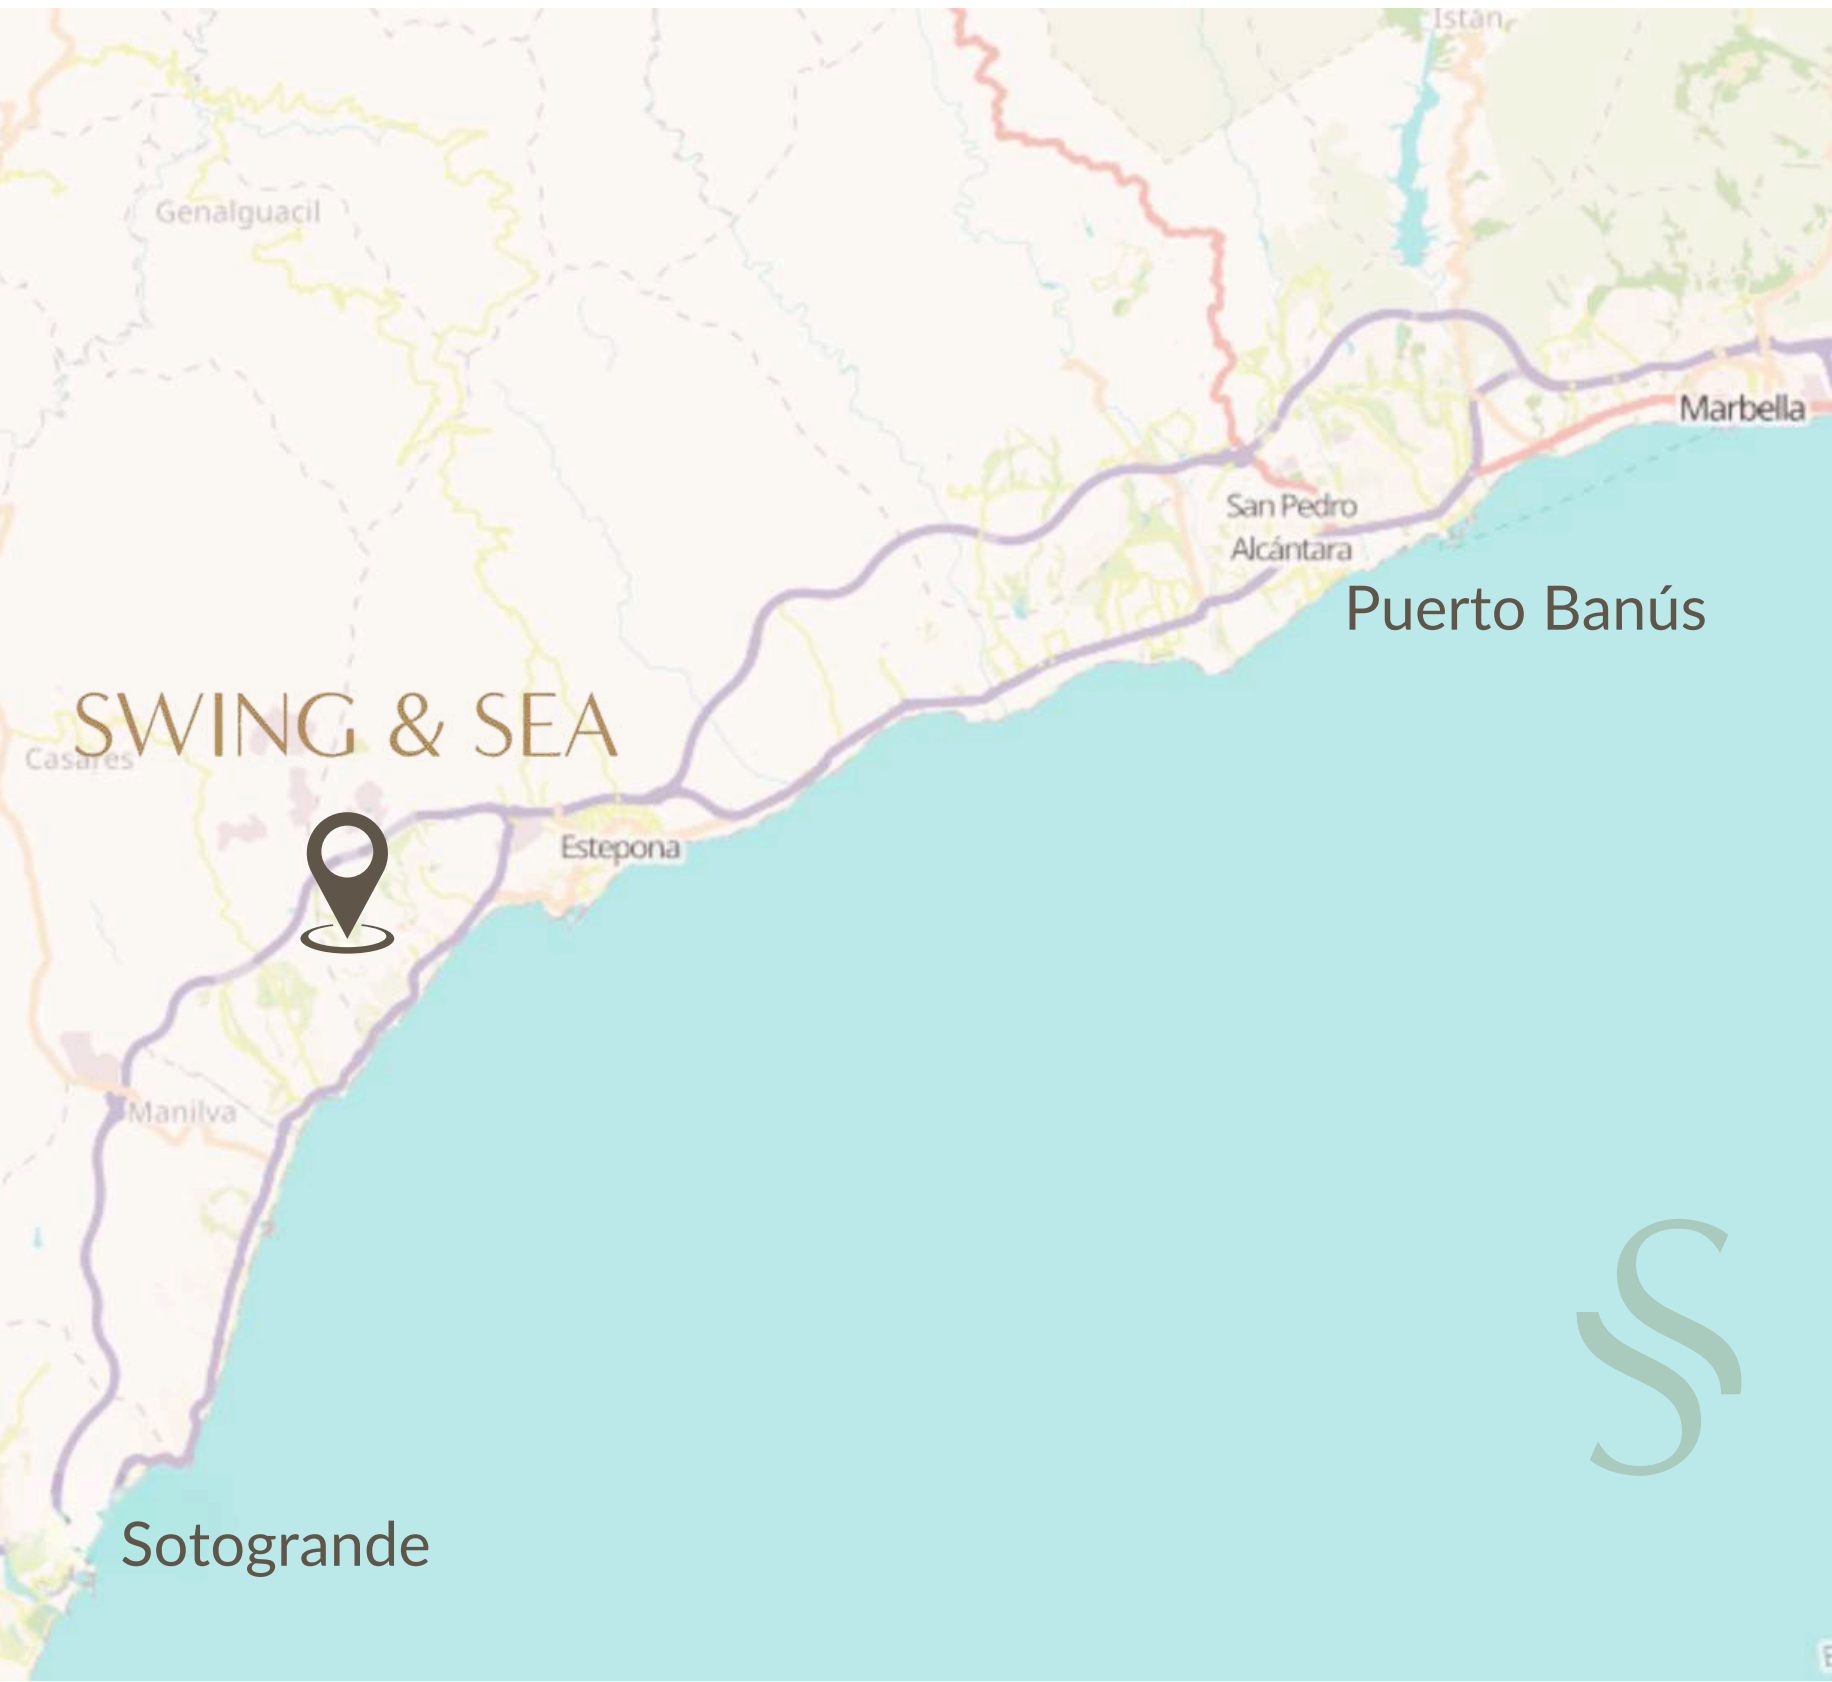 Istán
Genalguacil
Marbella
San Pedro
Alcántara
Puerto Banús
SWING & SEA
Casares
Estepona
Manilva
Sotogrande